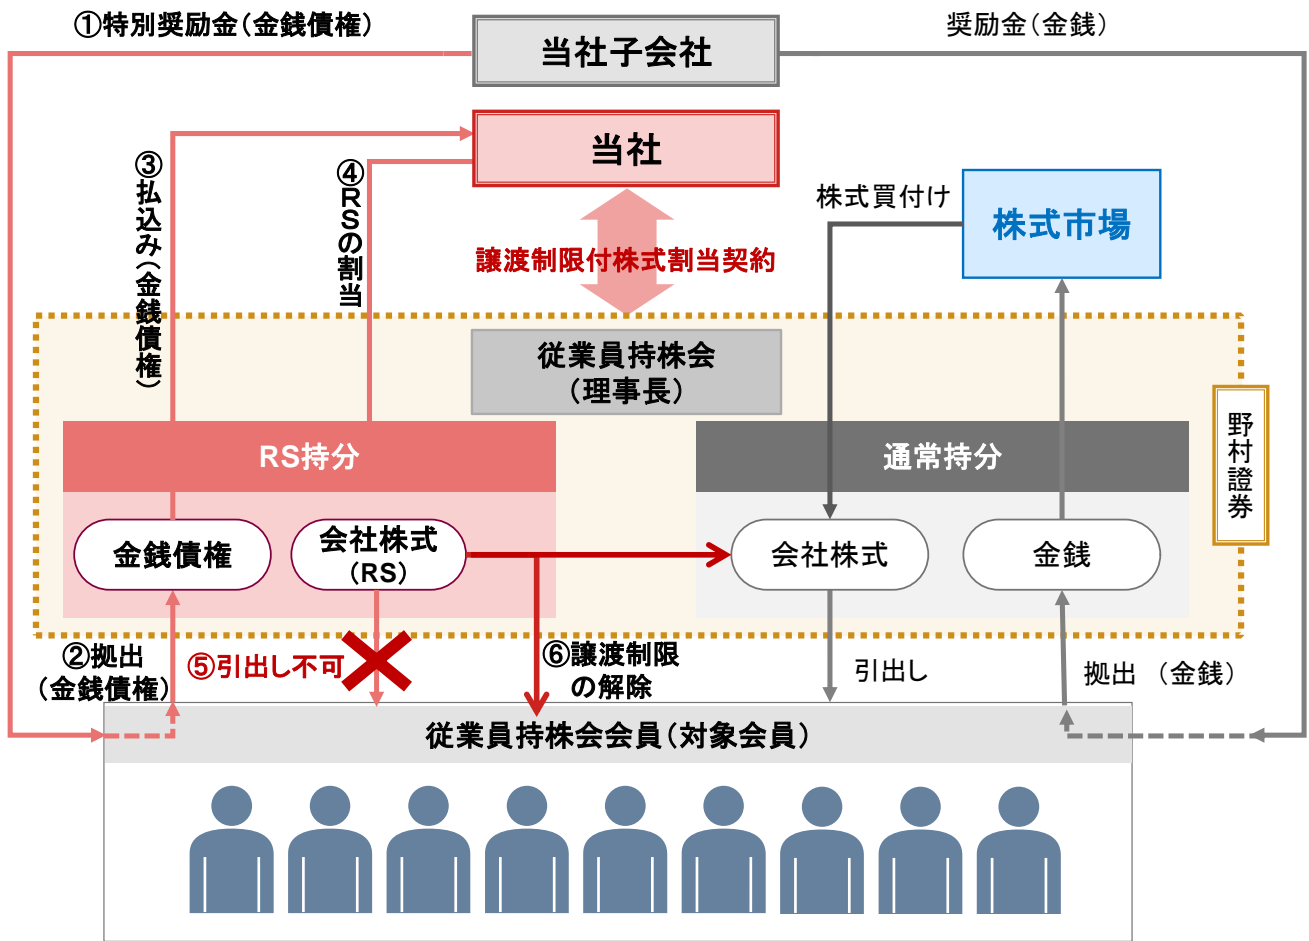 ①特別奨励金（金銭債権）
当社子会社
奨励金（金銭）
当社
③払込み（金銭債権）
④RSの割当
株式買付け
株式市場
譲渡制限付株式割当契約
従業員持株会
（理事長）
野村證券
RS持分
通常持分
金銭債権
会社株式
（RS）
会社株式
金銭
②拠出
（金銭債権）
⑤引出し不可
⑥譲渡制限
の解除
引出し
拠出 （金銭）
従業員持株会会員（対象会員）